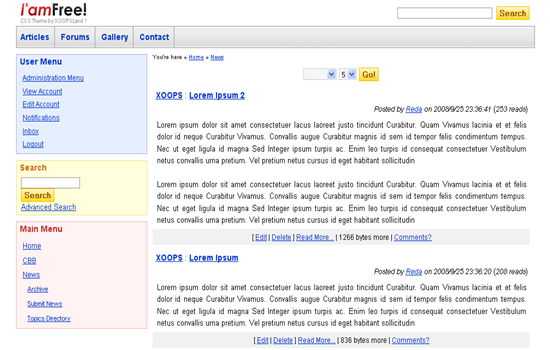 I'amFree!
CSS Theme by XOOPSLand !
Search
Articles Forums Gallery Contact
User Menu
Administration Menu
View Account
Edit Account
Notifications
Inbox
Logout
Search
Search
Advanced Search
Main Menu
Home
CBB
News
Archive
Submit News
Topics Directory
You're here » Home » News
5 Go!
XOOPS : Lorem Ipsum 2
Posted by Reda on 2008/9/25 23:36:41 (253 reads)
Lorem ipsum dolor sit amet consectetuer lacus laoreet justo tincidunt Curabitur. Quam Vivamus lacinia et et felis
dolor id neque Curabitur Vivamus. Convallis augue Curabitur magnis id sem id tempor felis condimentum tempus.
Nec ut eget ligula id magna Sed Integer ipsum turpis ac. Enim leo turpis id consequat consectetuer Vestibulum
netus convallis urna pretium. Vel pretium netus cursus id eget habitant sollicitudin
Lorem ipsum dolor sit amet consectetuer lacus laoreet justo tincidunt Curabitur. Quam Vivamus lacinia et et felis
dolor id neque Curabitur Vivamus. Convallis augue Curabitur magnis id sem id tempor felis condimentum tempus.
Nec ut eget ligula id magna Sed Integer ipsum turpis ac. Enim leo turpis id consequat consectetuer Vestibulum
netus convallis urna pretium. Vel pretium netus cursus id eget habitant sollicitudin
[ Edit | Delete ] Read More... | 1266 bytes more | Comments?
XOOPS : Lorem Ipsum
Posted by Reda on 2008/9/25 23:36:20 (208 reads)
Lorem ipsum dolor sit amet consectetuer lacus laoreet justo tincidunt Curabitur. Quam Vivamus lacinia et et felis
dolor id neque Curabitur Vivamus. Convallis augue Curabitur magnis id sem id tempor felis condimentum tempus.
Nec ut eget ligula id magna Sed Integer ipsum turpis ac. Enim leo turpis id consequat consectetuer Vestibulum
netus convallis urna pretium. Vel pretium netus cursus id eget habitant sollicitudin
[ Edit | Delete ] Read More... | 836 bytes more | Comments?